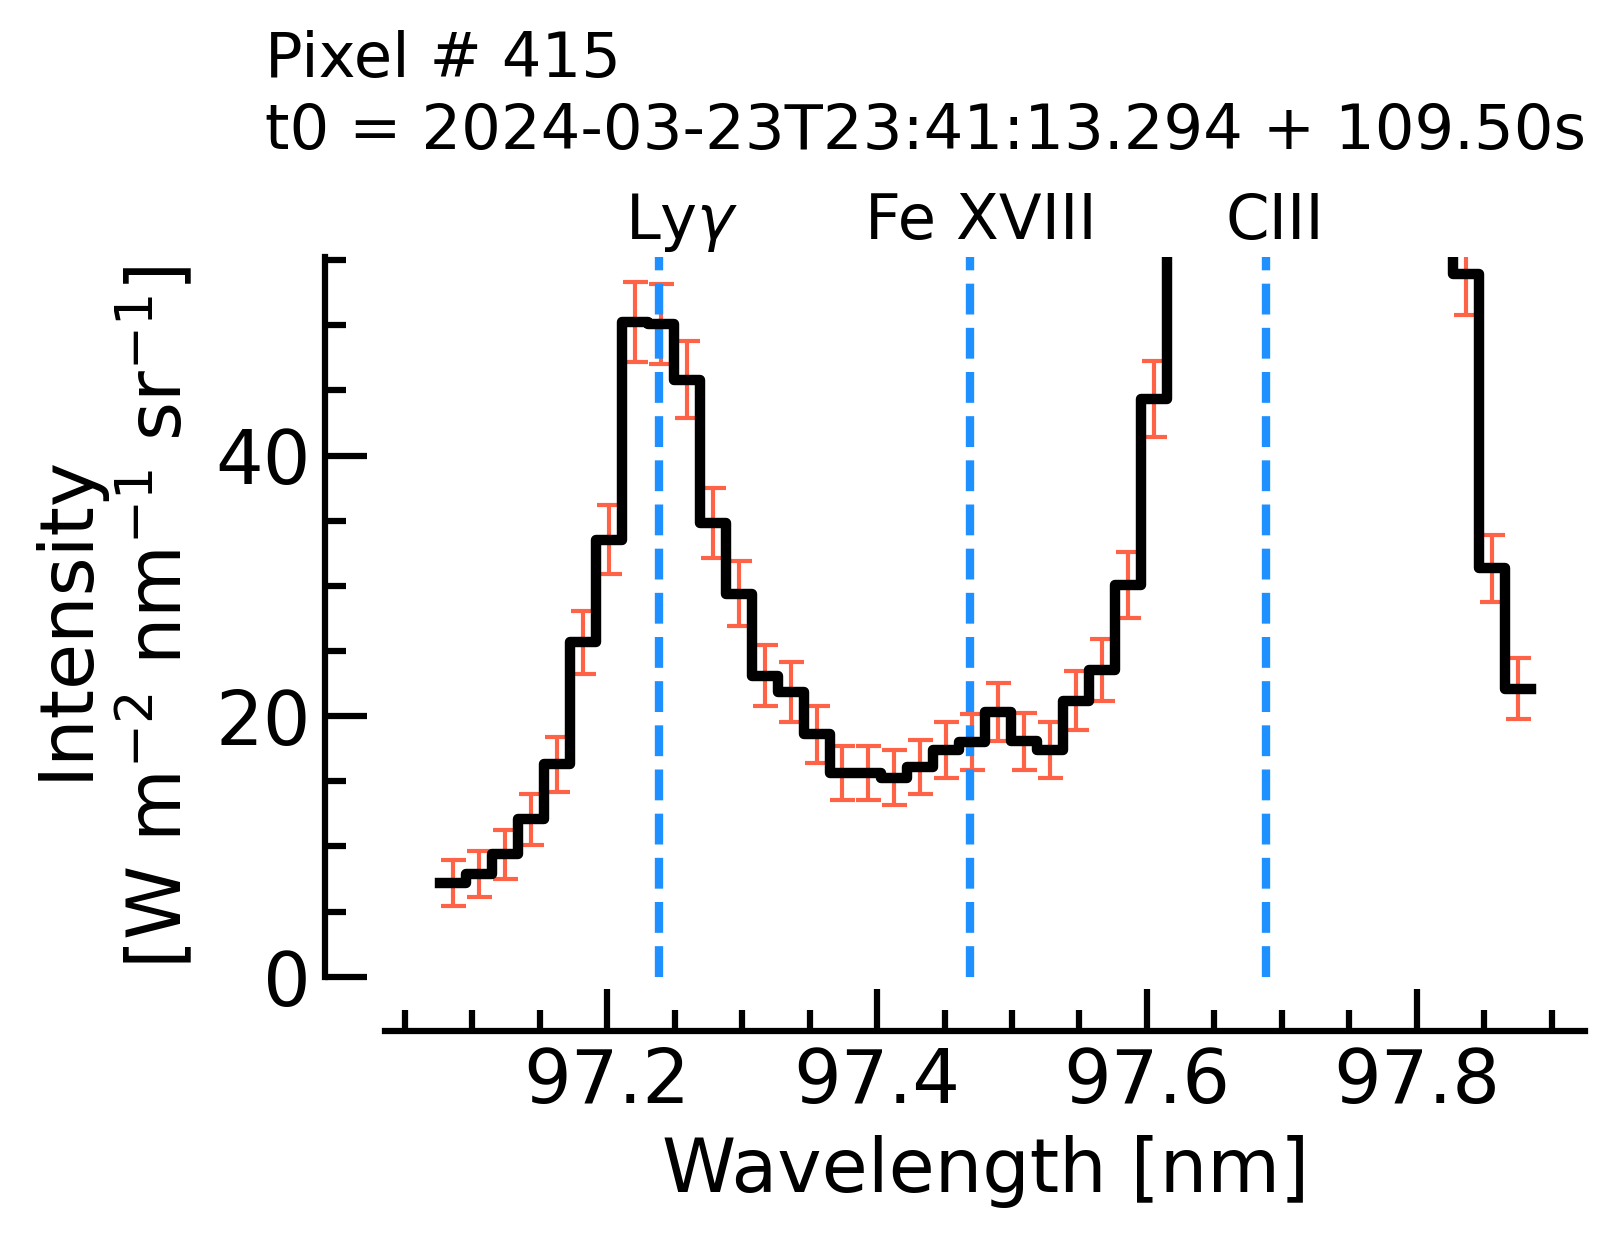 Pixel # 415
t0 = 2024-03-23T23:41:13.294 + 109.50s
Lyγ Fe XVIII CIII
Intensity
[W m⁻² nm⁻¹ sr⁻¹]
40
20
0
97.2 97.4 97.6 97.8
Wavelength [nm]